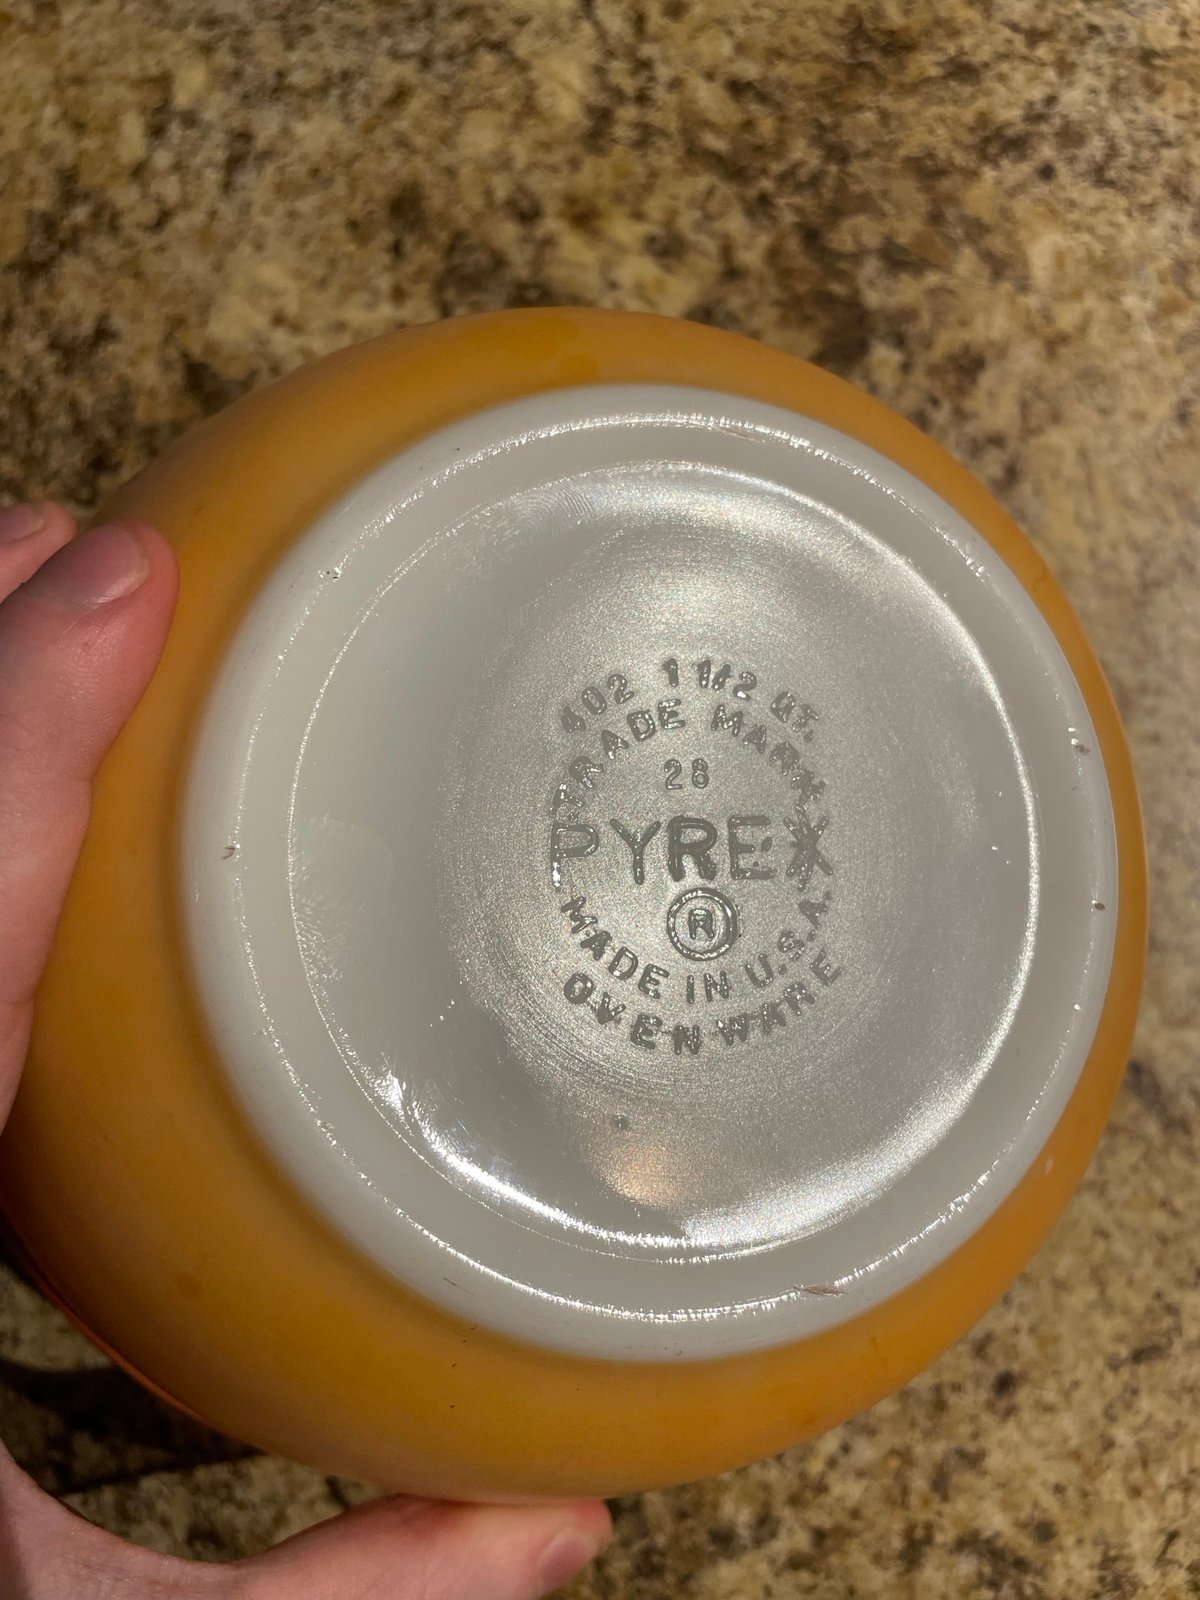 402 1 1/2 QT.
TRADE MARK
28
PYREX
R
MADE IN U.S.A.
OVENWARE